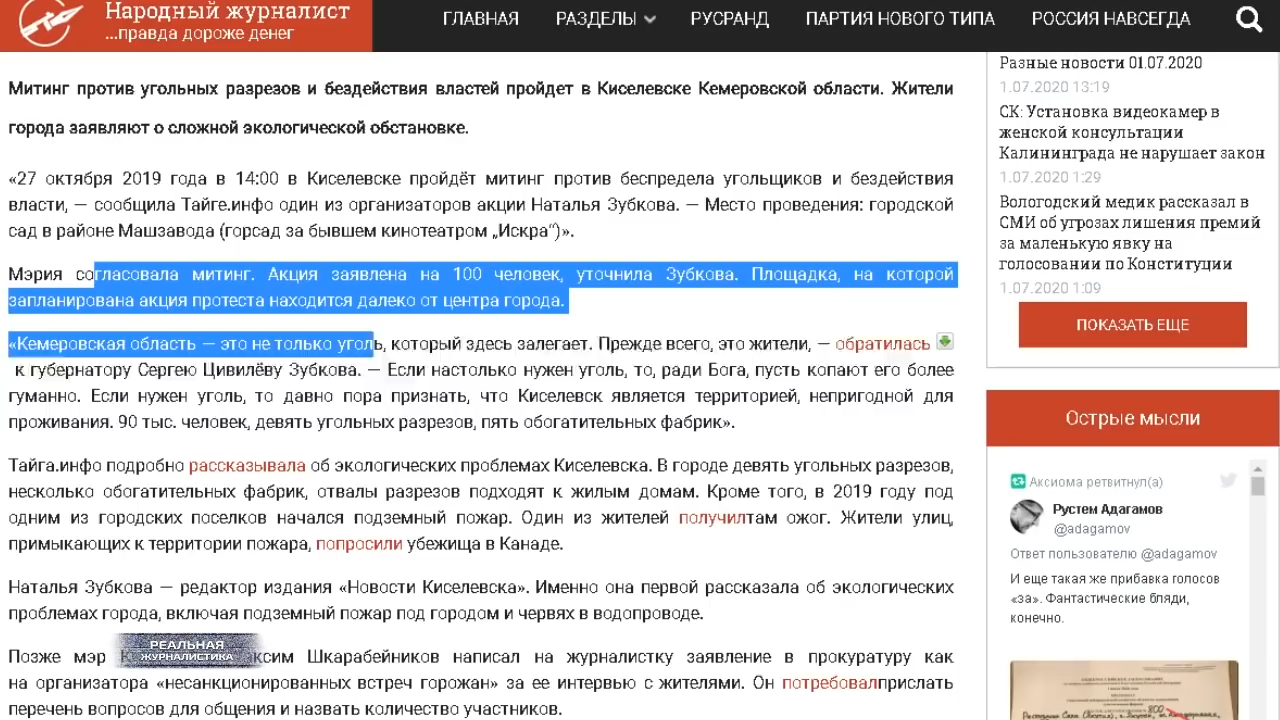 Народный журналист
...правда дороже денег
ГЛАВНАЯ РАЗДЕЛЫ РУСРАНД ПАРТИЯ НОВОГО ТИПА РОССИЯ НАВСЕГДА
Митинг против угольных разрезов и бездействия властей пройдет в Киселевске Кемеровской области. Жители
города заявляют о сложной экологической обстановке.
«27 октября 2019 года в 14:00 в Киселевске пройдёт митинг против беспредела угольщиков и бездействия
власти, — сообщила Тайге.инфо один из организаторов акции Наталья Зубкова. — Место проведения: городской
сад в районе Машзавода (горсад за бывшем кинотеатром „Искра“)».
Мэрия согласовала митинг. Акция заявлена на 100 человек, уточнила Зубкова. Площадка, на которой
запланирована акция протеста находится далеко от центра города.
«Кемеровская область — это не только уголь, который здесь залегает. Прежде всего, это жители, — обратилась
к губернатору Сергею Цивилёву Зубкова. — Если настолько нужен уголь, то, ради Бога, пусть копают его более
гуманно. Если нужен уголь, то давно пора признать, что Киселевск является территорией, непригодной для
проживания. 90 тыс. человек, девять угольных разрезов, пять обогатительных фабрик».
Тайга.инфо подробно рассказывала об экологических проблемах Киселевска. В городе девять угольных разрезов,
несколько обогатительных фабрик, отвалы разрезов подходят к жилым домам. Кроме того, в 2019 году под
одним из городских поселков начался подземный пожар. Один из жителей получилтам ожог. Жители улиц,
примыкающих к территории пожара, попросили убежища в Канаде.
Наталья Зубкова — редактор издания «Новости Киселевска». Именно она первой рассказала об экологических
проблемах города, включая подземный пожар под городом и червях в водопроводе.
Позже мэр ксим Шкарабейников написал на журналистку заявление в прокуратуру как
на организатора «несанкционированных встреч горожан» за ее интервью с жителями. Он потребовалприслать
перечень вопросов для общения и назвать количество участников.
РЕАЛЬНАЯ
ЖУРНАЛИСТИКА
Разные новости 01.07.2020
1.07.2020 13:19
СК: Установка видеокамер в
женской консультации
Калининграда не нарушает закон
1.07.2020 1:29
Вологодский медик рассказал в
СМИ об угрозах лишения премий
за маленькую явку на
голосовании по Конституции
1.07.2020 1:09
ПОКАЗАТЬ ЕЩЕ
Острые мысли
Аксиома ретвитнул(а)
Рустем Адагамов
@adagamov
Ответ пользователю @adagamov
И еще такая же прибавка голосов
«за». Фантастические бляди,
конечно.